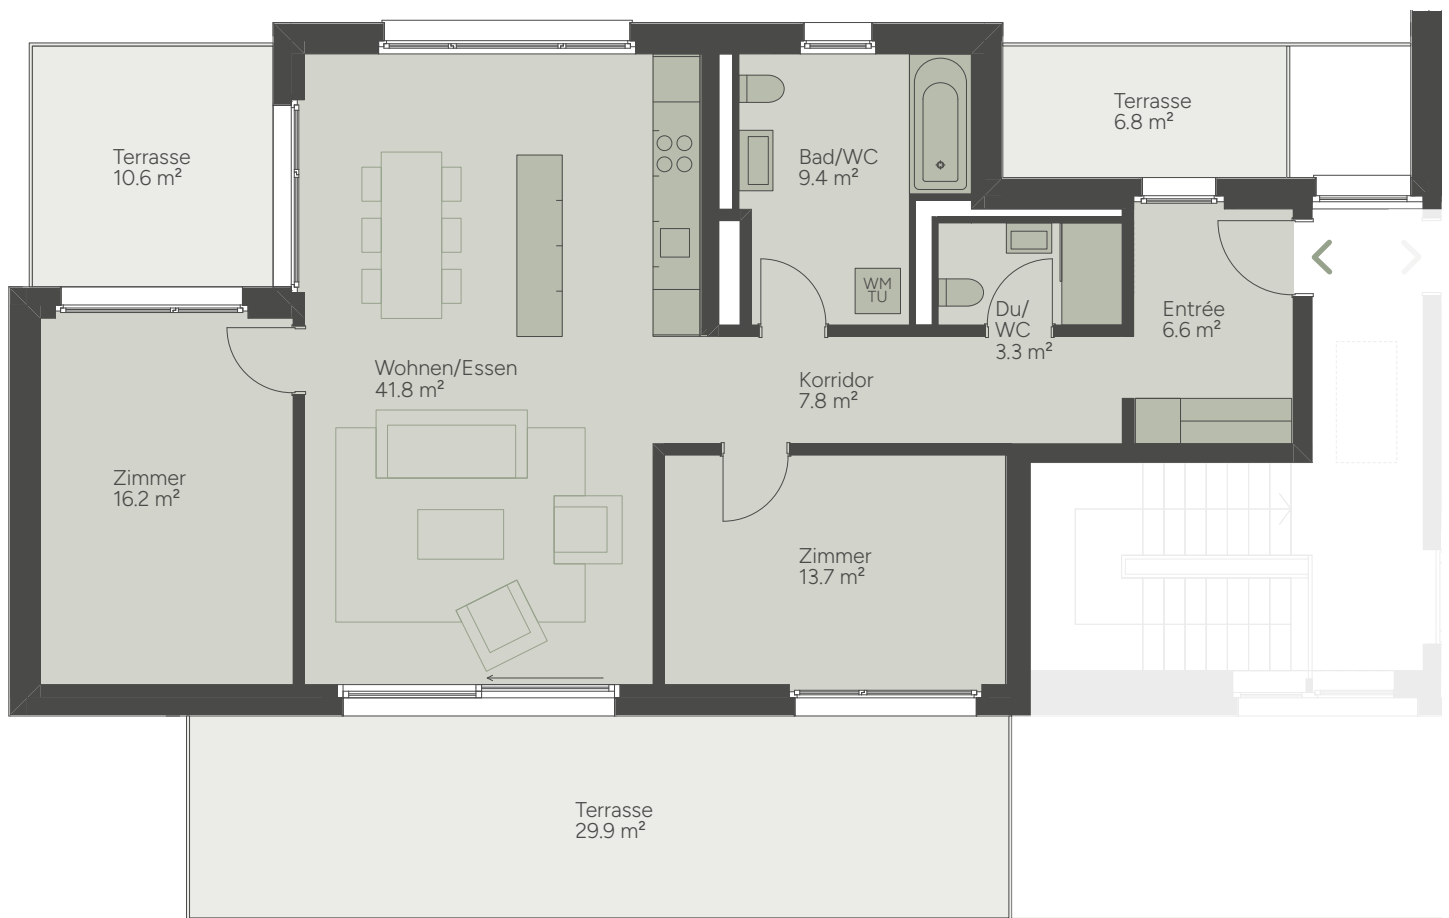 Terrasse
6.8 m²
Terrasse
10.6 m²
Bad/WC
9.4 m²
WM
TU
Du/
WC
3.3 m²
Entrée
6.6 m²
Wohnen/Essen
41.8 m²
Korridor
7.8 m²
Zimmer
16.2 m²
Zimmer
13.7 m²
Terrasse
29.9 m²